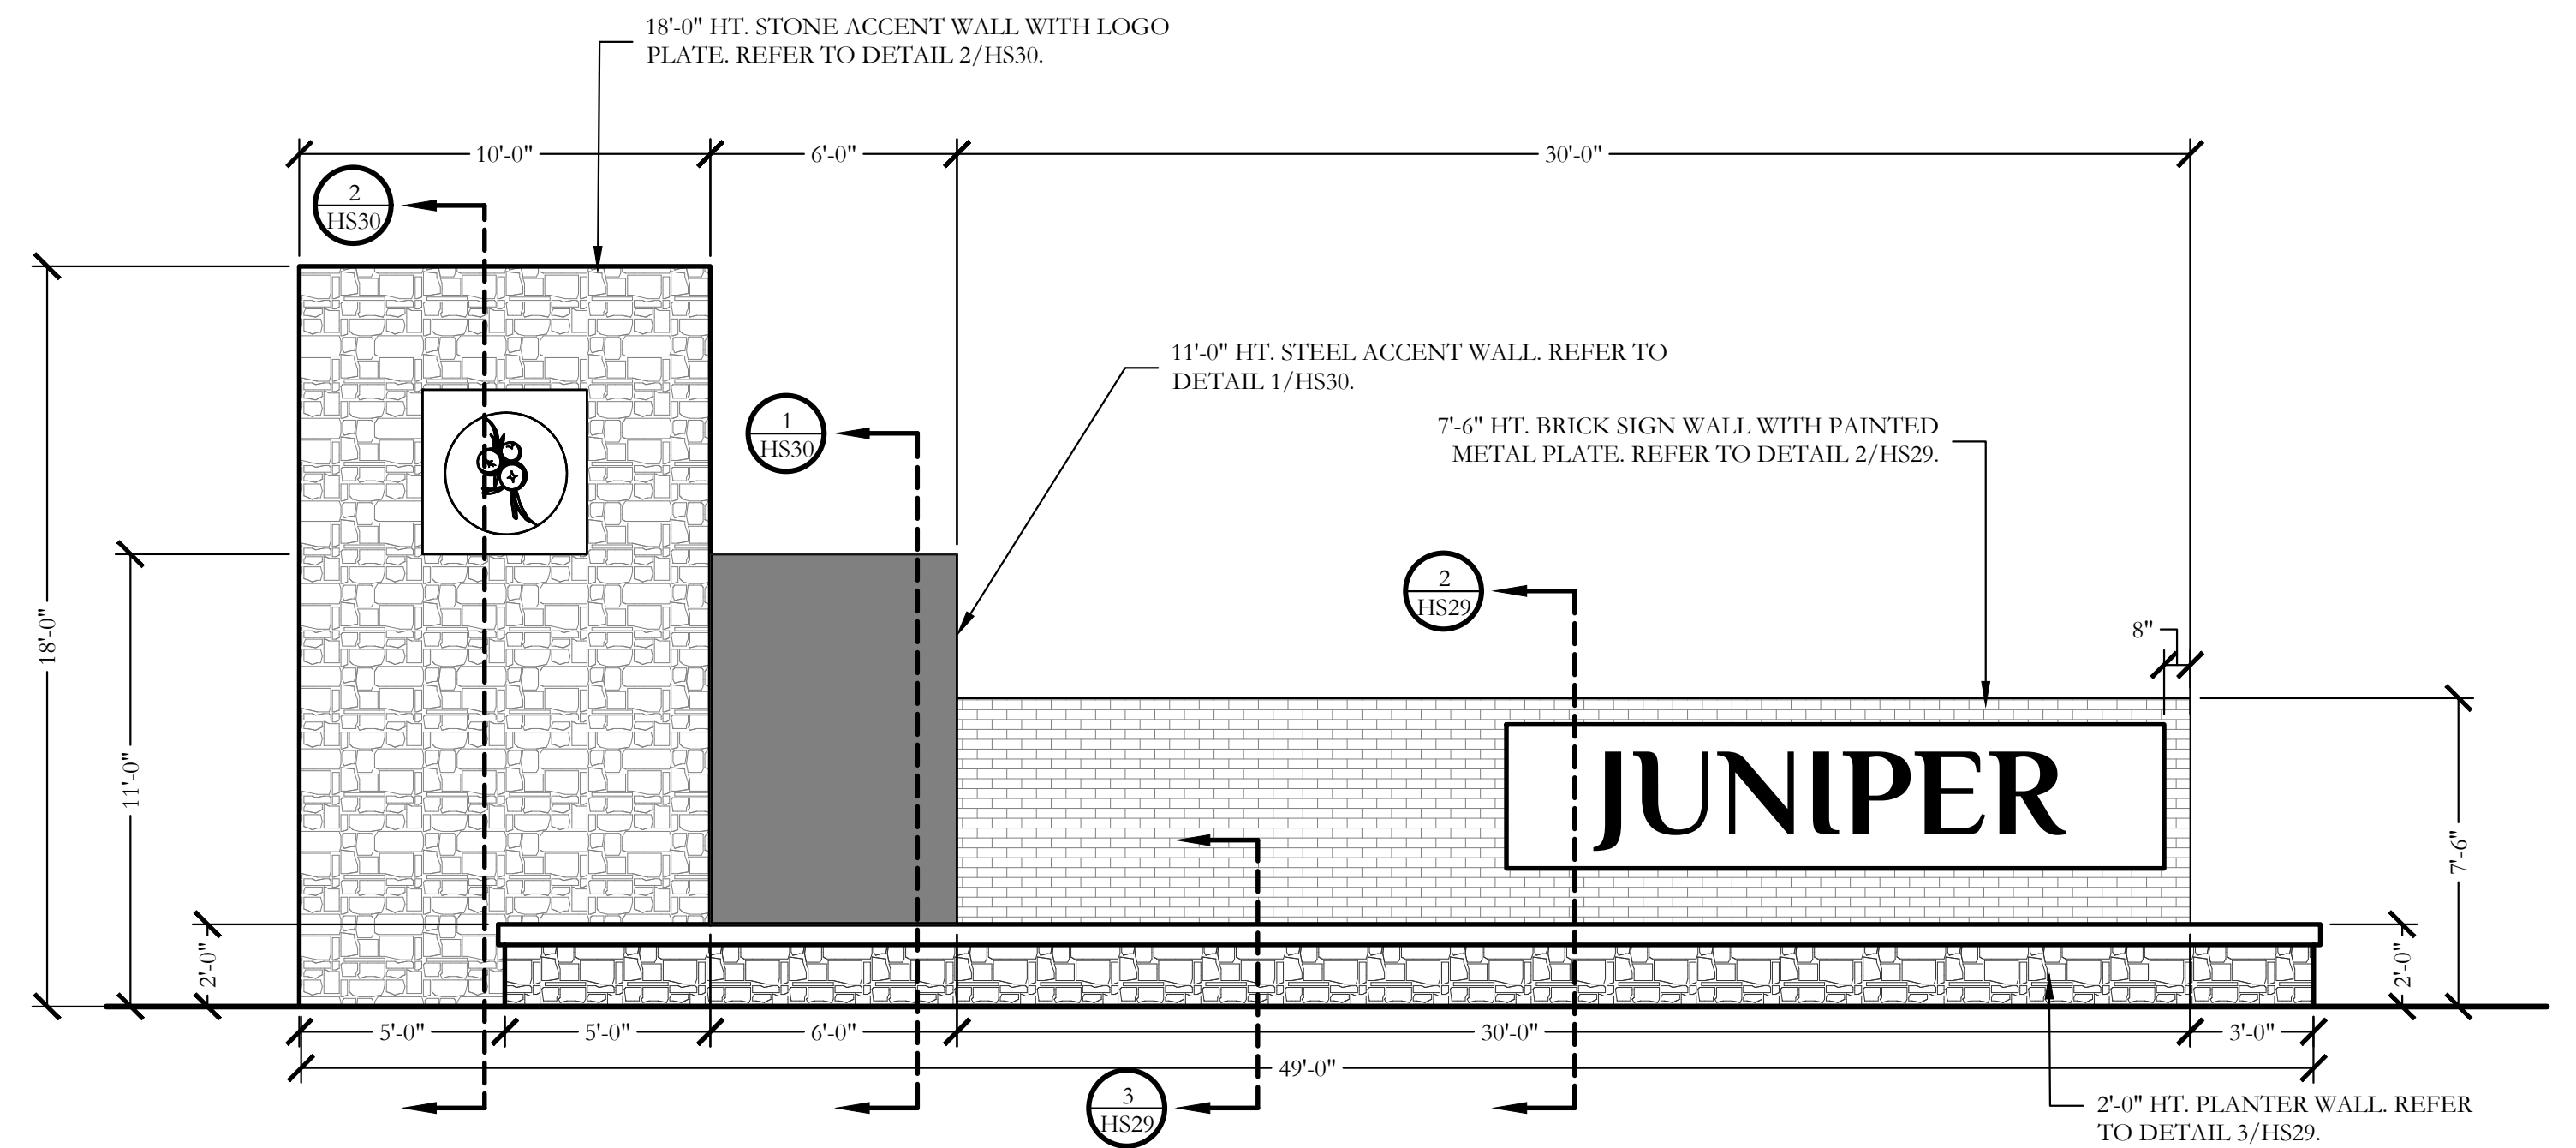 18'-0" HT. STONE ACCENT WALL WITH LOGO
PLATE. REFER TO DETAIL 2/HS30.
10'-0"
6'-0"
30'-0"
2
HS30
11'-0" HT. STEEL ACCENT WALL. REFER TO
DETAIL 1/HS30.
1
HS30
7'-6" HT. BRICK SIGN WALL WITH PAINTED
METAL PLATE. REFER TO DETAIL 2/HS29.
2
HS29
8"
18'-0"
11'-0"
2'-0"
JUNIPER
7'-6"
2'-0"
5'-0"
5'-0"
6'-0"
30'-0"
3'-0"
49'-0"
3
HS29
2'-0" HT. PLANTER WALL. REFER
TO DETAIL 3/HS29.